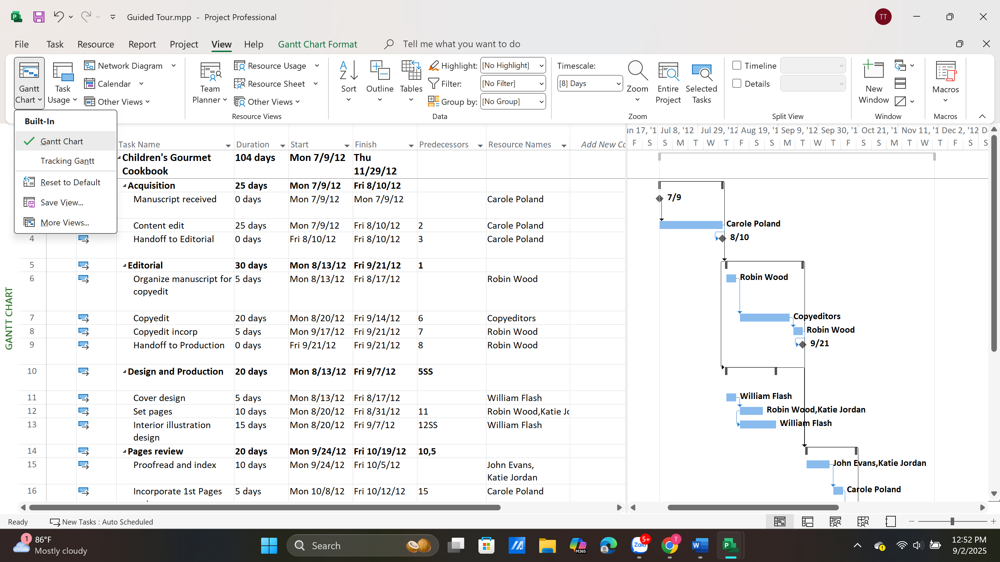 Guided Tour.mpp - Project Professional
TT
File Task Resource Report Project View Help Gantt Chart Format Tell me what you want to do
Gantt Chart
Task Usage
Network Diagram
Calendar
Other Views
Team Planner
Resource Usage
Resource Sheet
Other Views
Resource Views
Sort
Outline
Tables
Highlight: [No Highlight]
Filter: [No Filter]
Group by: [No Group]
Data
Timescale:
[8] Days
Zoom
Entire Project
Selected Tasks
Zoom
Timeline
Details
Split View
New Window
Window
Macros
Macros
Built-In
Gantt Chart
Tracking Gantt
Reset to Default
Save View...
More Views...
GANTT CHART
Task Name Duration Start Finish Predecessors Resource Names Add New
Children's Gourmet Cookbook 104 days Mon 7/9/12 Thu 11/29/12
Acquisition 25 days Mon 7/9/12 Fri 8/10/12
Manuscript received 0 days Mon 7/9/12 Mon 7/9/12 Carole Poland
Content edit 25 days Mon 7/9/12 Fri 8/10/12 2 Carole Poland
4 Handoff to Editorial 0 days Fri 8/10/12 Fri 8/10/12 3 Carole Poland
5 Editorial 30 days Mon 8/13/12 Fri 9/21/12 1
6 Organize manuscript for copyedit 5 days Mon 8/13/12 Fri 8/17/12 Robin Wood
7 Copyedit 20 days Mon 8/20/12 Fri 9/14/12 6 Copyeditors
8 Copyedit incorp 5 days Mon 9/17/12 Fri 9/21/12 7 Robin Wood
9 Handoff to Production 0 days Fri 9/21/12 Fri 9/21/12 8 Robin Wood
10 Design and Production 20 days Mon 8/13/12 Fri 9/7/12 5SS
11 Cover design 5 days Mon 8/13/12 Fri 8/17/12 William Flash
12 Set pages 10 days Mon 8/20/12 Fri 8/31/12 11 Robin Wood,Katie Jo
13 Interior illustration design 15 days Mon 8/20/12 Fri 9/7/12 12SS William Flash
14 Pages review 20 days Mon 9/24/12 Fri 10/19/12 10,5
15 Proofread and index 10 days Mon 9/24/12 Fri 10/5/12 John Evans, Katie Jordan
16 Incorporate 1st Pages 5 days Mon 10/8/12 Fri 10/12/12 15 Carole Poland
un 17, '1 Jul 8, '12 Jul 29, '12 Aug 19, '1 Sep 9, '12 Sep 30, '1 Oct 21, '1 Nov 11, '1 Dec 2, '12 D
F S S M T W T F S S M T W T F S S M T W T F S S
7/9
Carole Poland
8/10
Robin Wood
Copyeditors
Robin Wood
9/21
William Flash
Robin Wood,Katie Jordan
William Flash
John Evans,Katie Jordan
Carole Poland
Ready New Tasks : Auto Scheduled
1
86°F
Mostly cloudy
Search
M365
Zalo
5+
T
12:52 PM
9/2/2025